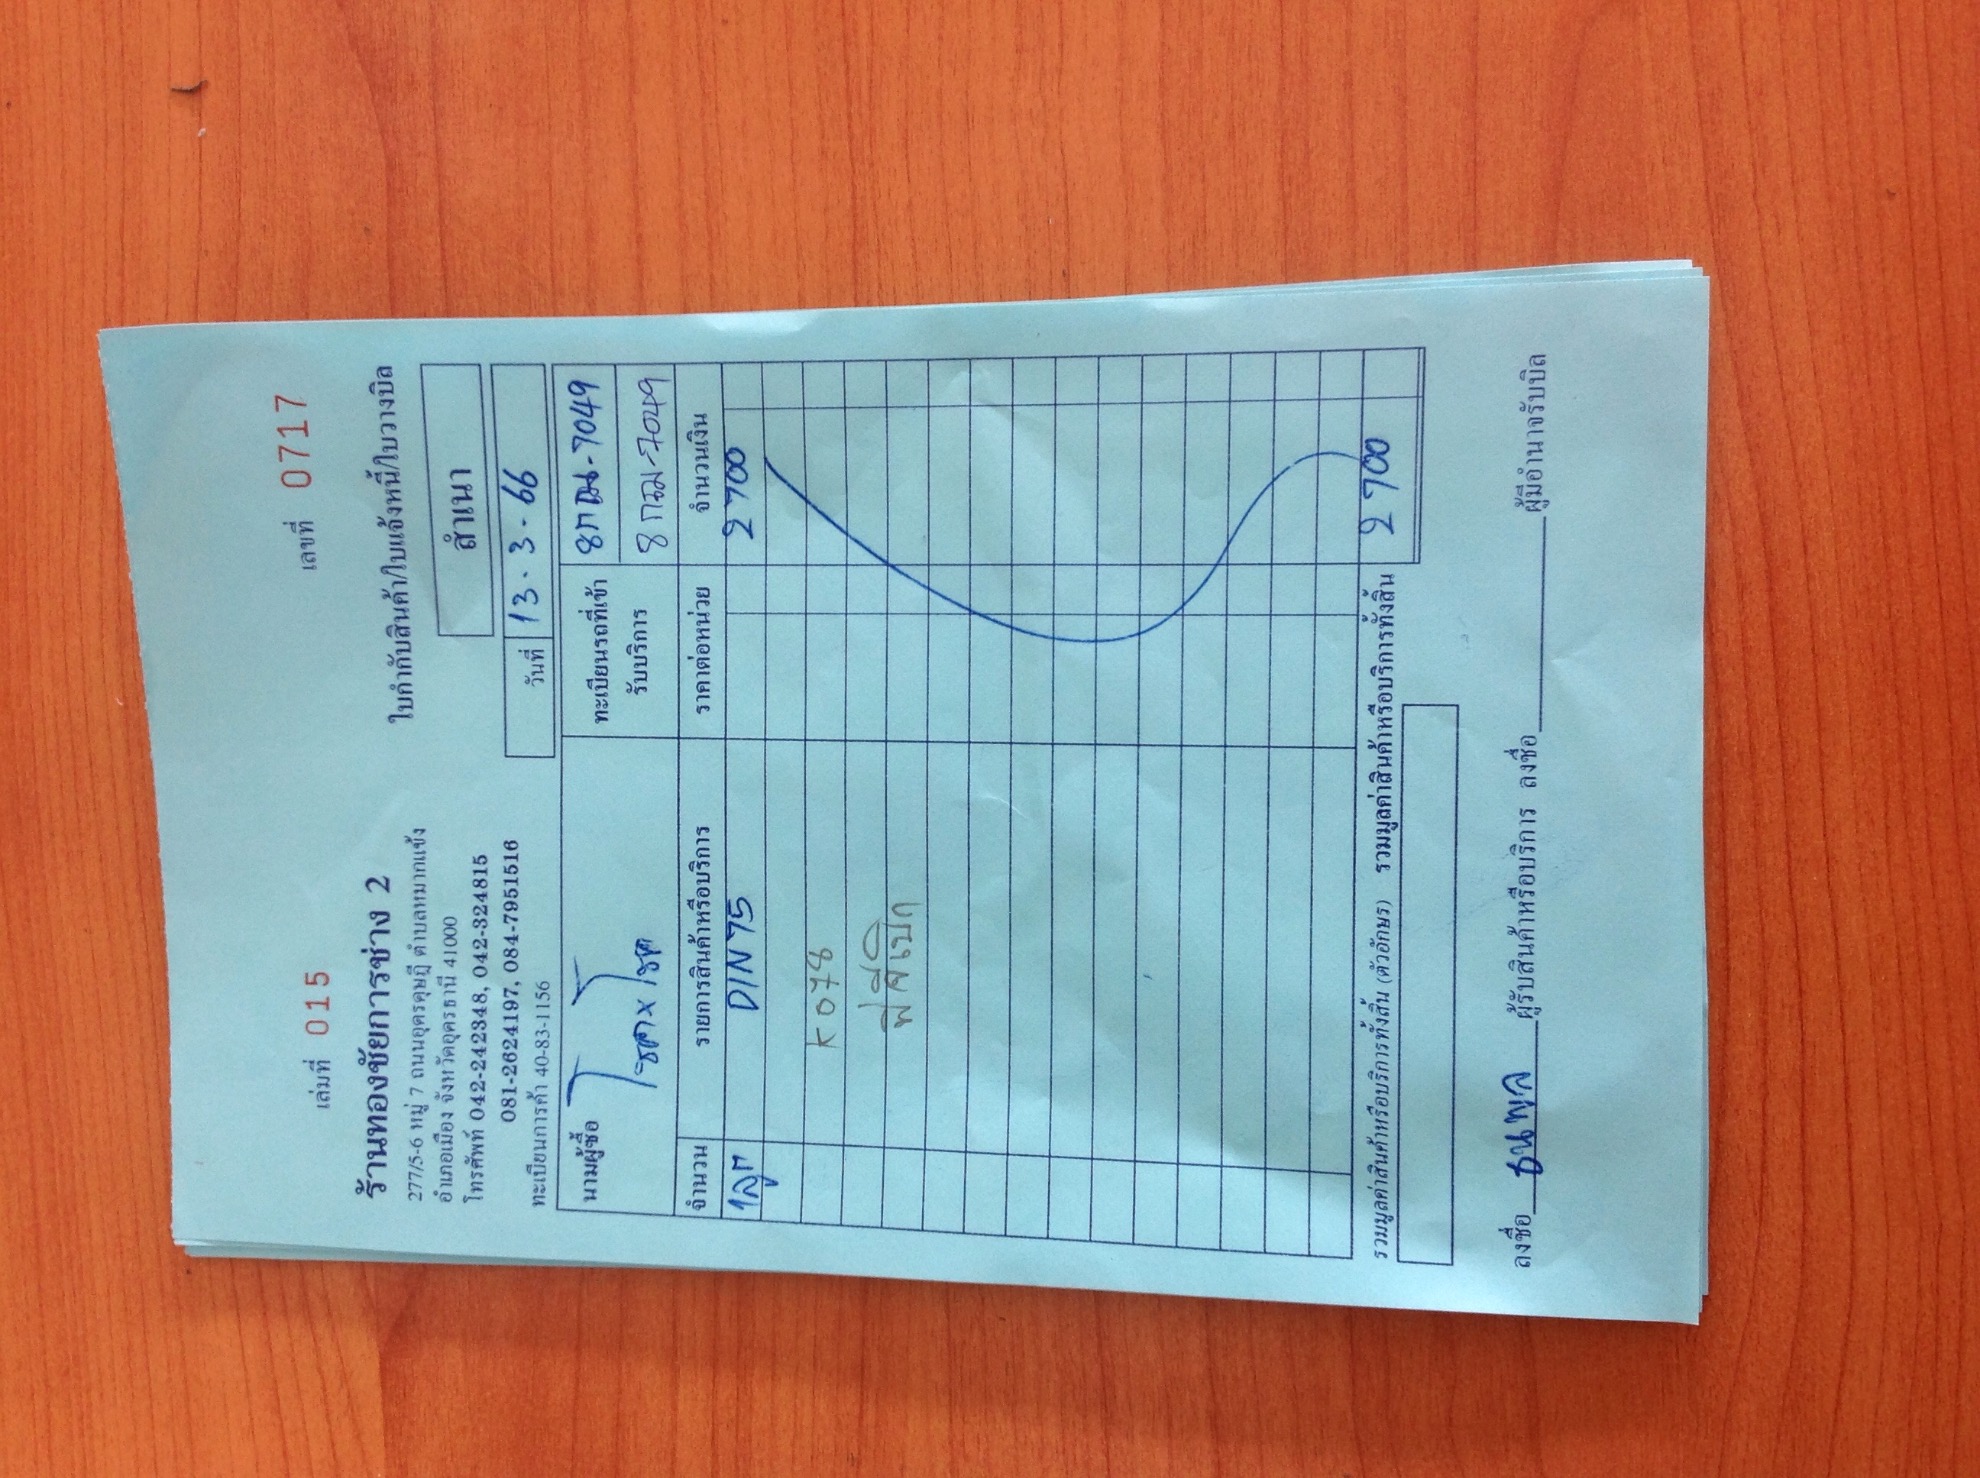 เล่มที่ 015 เลขที่ 0717
ร้านทองชัยการช่าง 2 ใบกำกับสินค้า/ใบแจ้งหนี้/ใบวางบิล
277/5-6 หมู่ 7 ถนนอุดรดุษฎี ตำบลหมากแข้ง
อำเภอเมือง จังหวัดอุดรธานี 41000
สำเนา
โทรศัพท์ 042-242348, 042-324815
081-2624197, 084-7951516
ทะเบียนการค้า 40-83-1156
วันที่ 13.3.66
นามผู้ซื้อ
ทะเบียนรถที่เข้า
รับบริการ
จำนวน รายการสินค้าหรือบริการ ราคาต่อหน่วย จำนวนเงิน
1ลูก DIN 75 2700
K078
รวมมูลค่าสินค้าหรือบริการทั้งสิ้น (ตัวอักษร) รวมมูลค่าสินค้าหรือบริการทั้งสิ้น 2 700
ลงชื่อ ธนพล ผู้รับสินค้าหรือบริการ ลงชื่อ ผู้มีอำนาจรับบิล